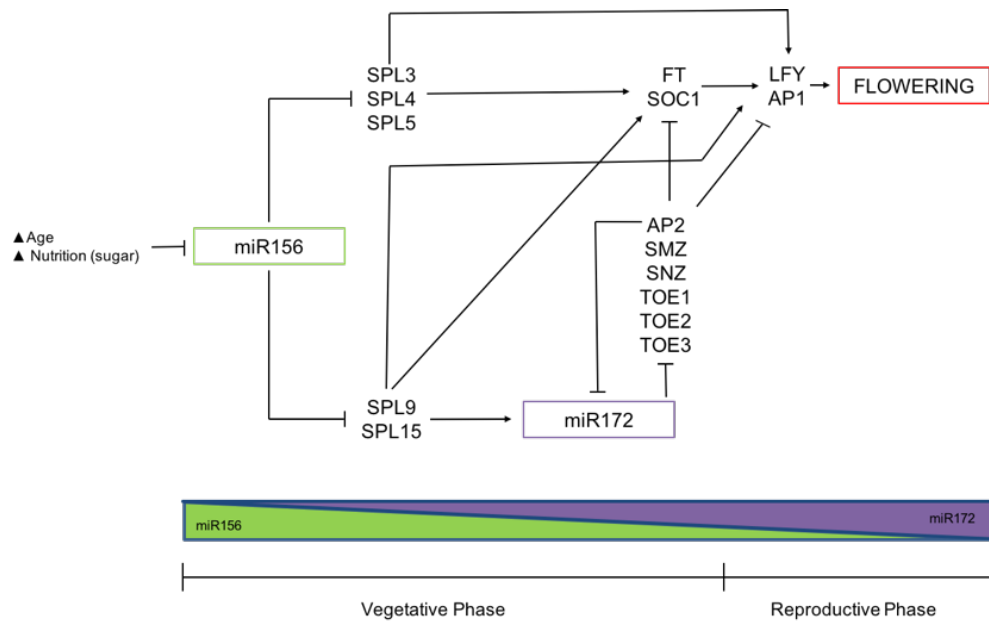 SPL3
SPL4
SPL5
FT
SOC1
LFY
AP1
FLOWERING
▲Age
▲ Nutrition (sugar)
miR156
AP2
SMZ
SNZ
TOE1
TOE2
TOE3
SPL9
SPL15
miR172
miR156
miR172
Vegetative Phase
Reproductive Phase